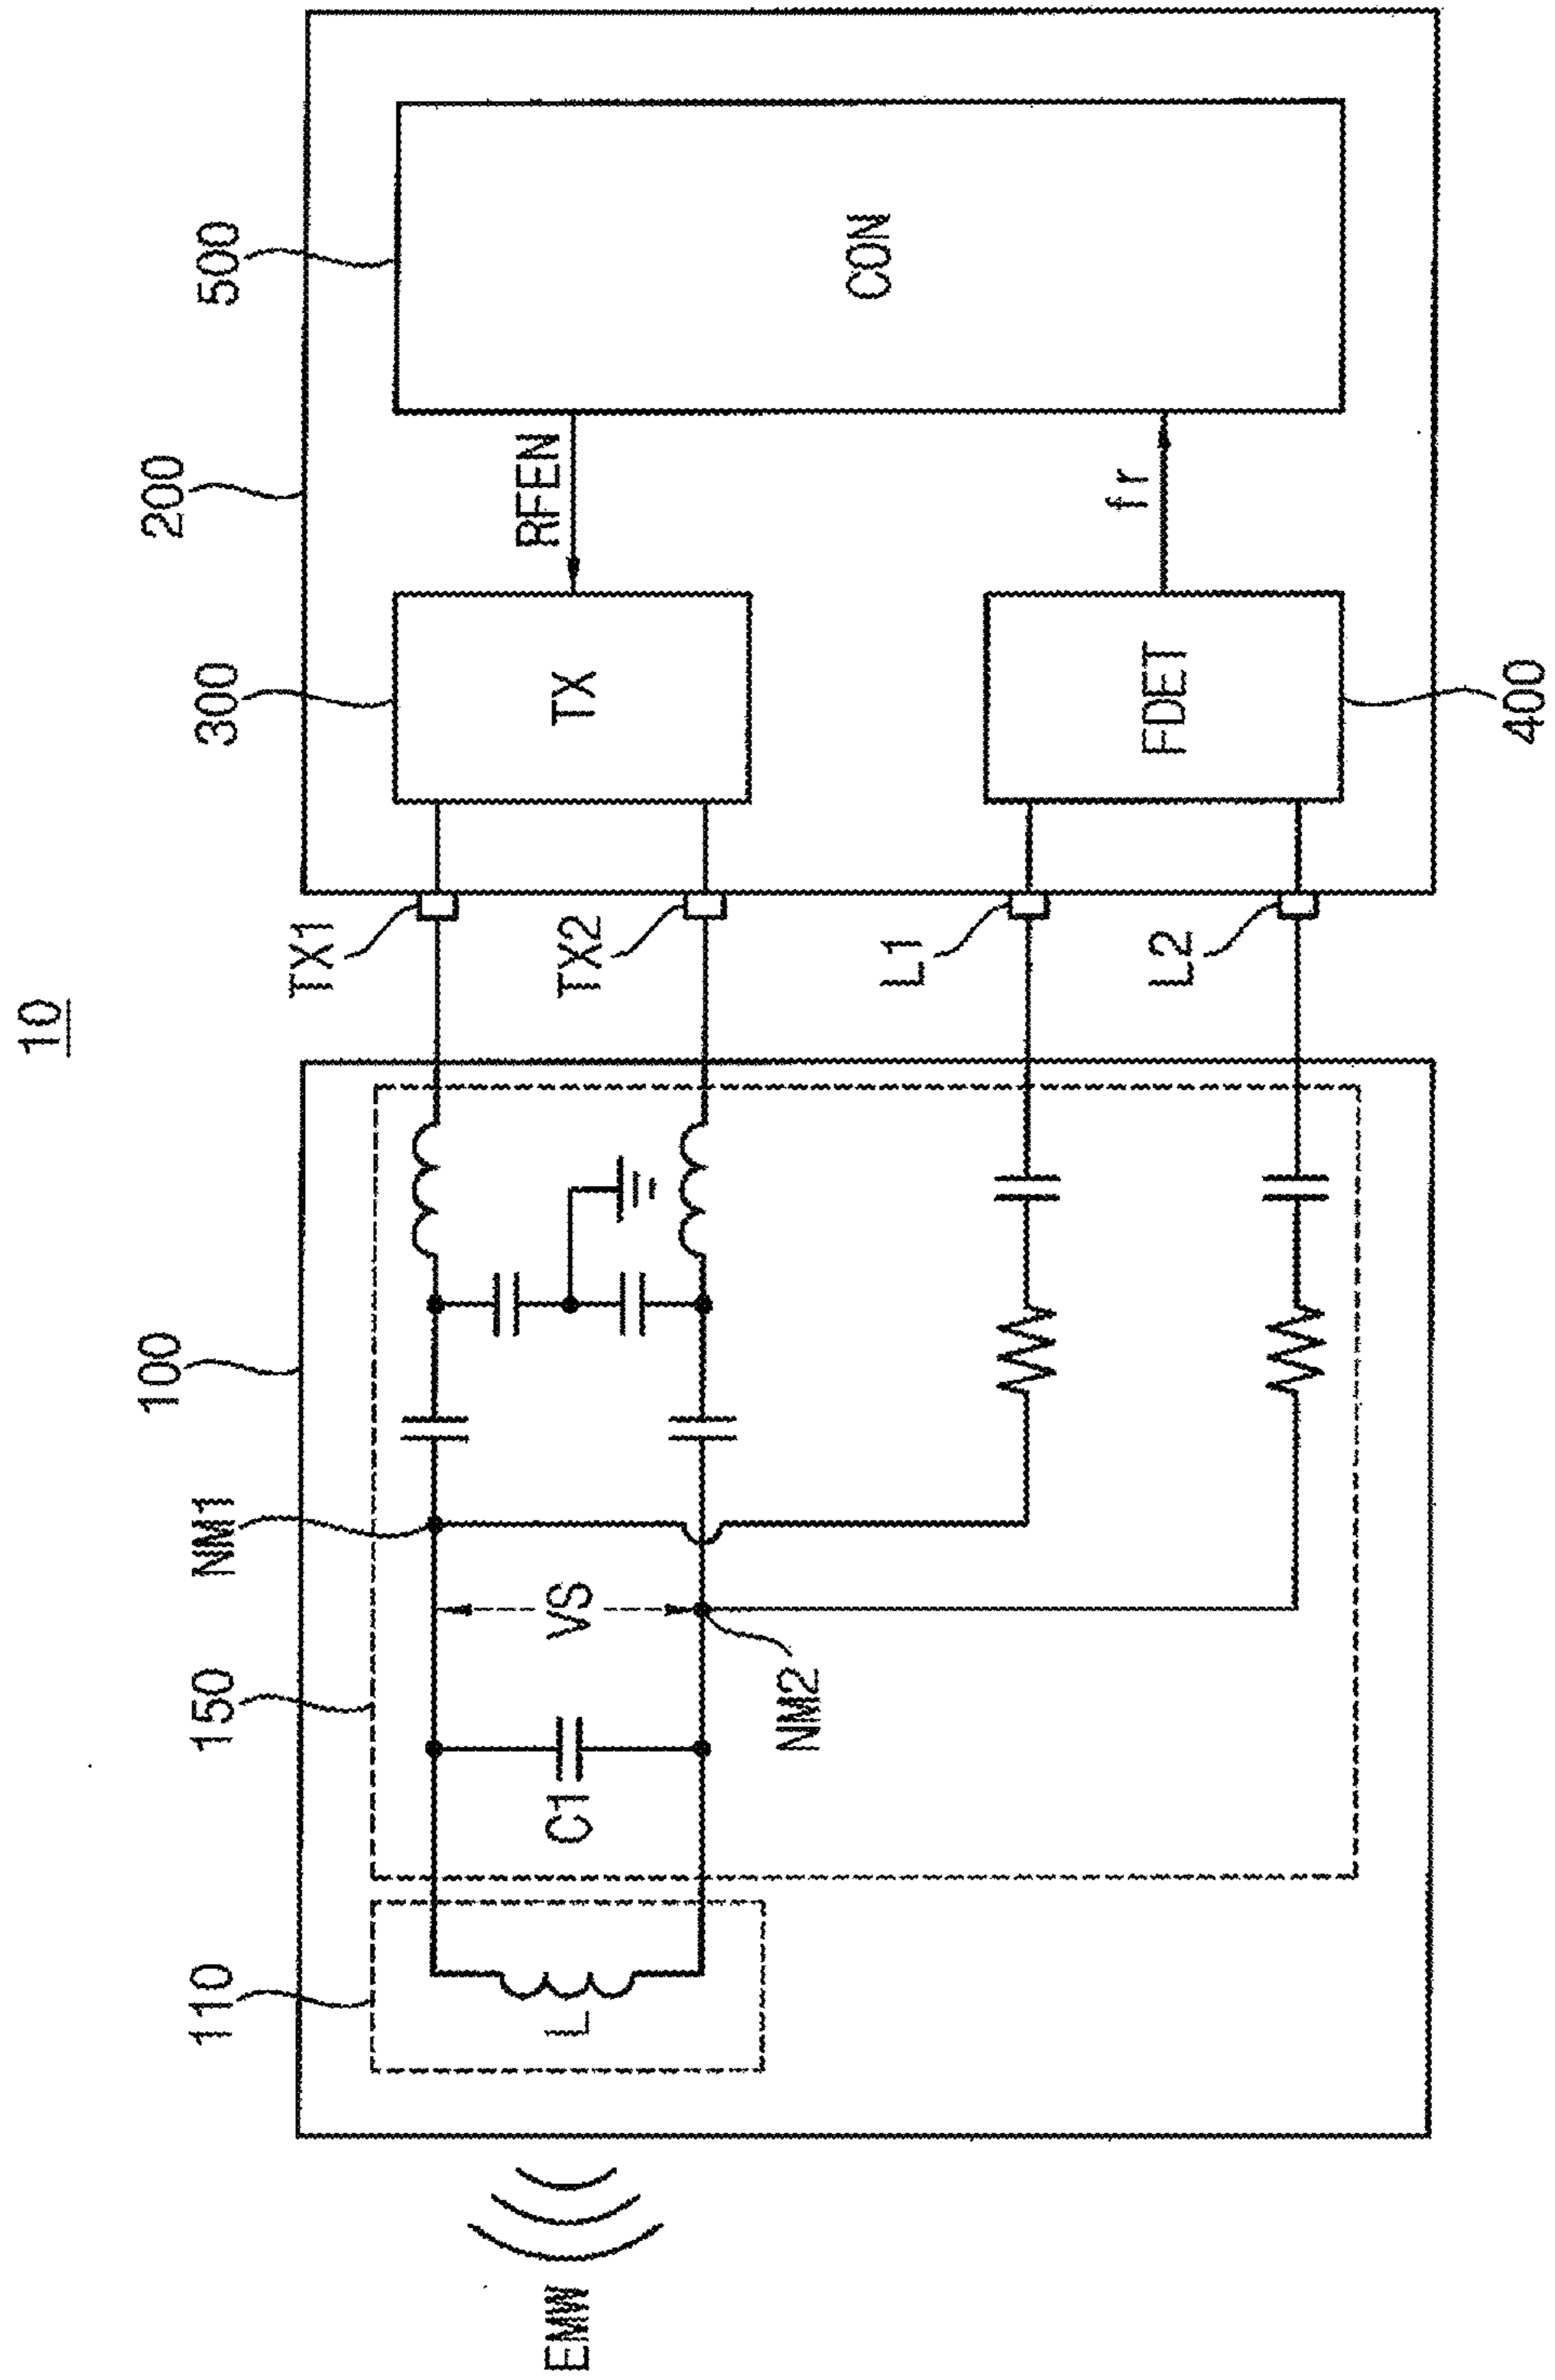 10
100
200
110
150
NM1
300
500
TX1
EMW
L
C1
VS
TX2
TX
RFEN
CON
NM2
L1
L2
FDET
fr
400